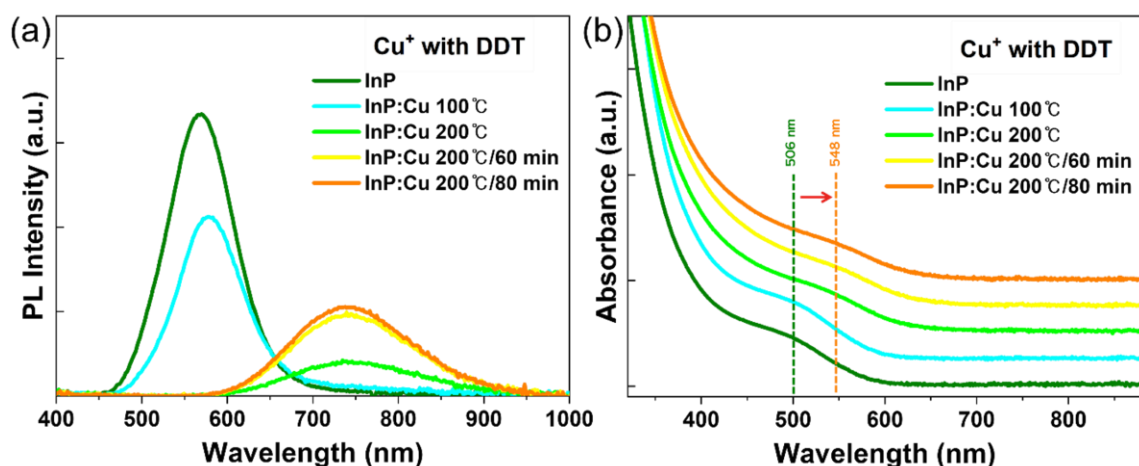 (a)
Cu⁺ with DDT
InP
InP:Cu 100℃
InP:Cu 200℃
InP:Cu 200℃/60 min
InP:Cu 200℃/80 min
PL Intensity (a.u.)
400 500 600 700 800 900 1000
Wavelength (nm)
(b)
Cu⁺ with DDT
InP
InP:Cu 100℃
InP:Cu 200℃
InP:Cu 200℃/60 min
InP:Cu 200℃/80 min
506 nm
548 nm
Absorbance (a.u.)
400 500 600 700 800
Wavelength (nm)